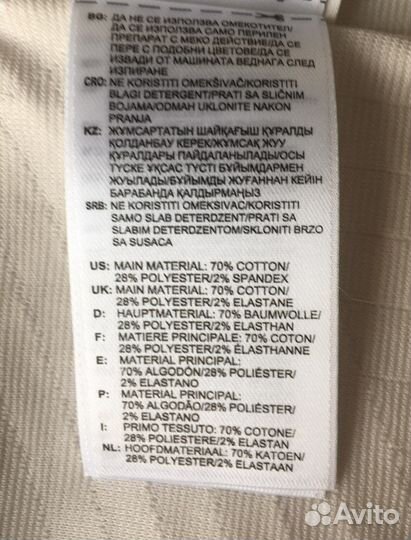 BG: ДА НЕ СЕ ИЗПОЛЗВА ОМЕКОТИТЕЛ/
ДА СЕ ИЗПОЛЗВА САМО ПЕРИЛЕН
ПРЕПАРАТ С МЕКО ДЕЙСТВИЕ/ДА СЕ
ПЕРЕ С ПОДОБНИ ЦВЕТОВЕ/ДА СЕ
ИЗВАДИ ОТ МАШИНАТА ВЕДНАГА СЛЕД
ИЗПИРАНЕ
CRO: NE KORISTITI OMEKŠIVAČ/KORISTITI
BLAGI DETERGENT/PRATI SA SLIČNIM
BOJAMA/ODMAH UKLONITE NAKON
PRANJA
KZ: ЖҰМСАРТАТЫН ШАЙҚАҒЫШ ҚҰРАЛДЫ
ҚОЛДАНБАУ КЕРЕК/ЖҰМСАҚ ЖУУ
ҚҰРАЛДАРЫ ПАЙДАЛАНЫЛАДЫ/ОСЫ
ТҮСКЕ ҰҚСАС ТҮСТІ БҰЙЫМДАРМЕН
ЖУЫЛАДЫ/БҰЙЫМДЫ ЖУҒАННАН КЕЙІН
БАРАБАНДА ҚАЛДЫРМАҢЫЗ
SRB: NE KORISTITI OMEKSIVAC/KORISTITI
SAMO SLAB DETERDZENT/PRATI SA
SLABIM DETERDZENTOM/SKLONITI BRZO
SA SUSACA
US: MAIN MATERIAL: 70% COTTON/
28% POLYESTER/2% SPANDEX
UK: MAIN MATERIAL: 70% COTTON/
28% POLYESTER/2% ELASTANE
D: HAUPTMATERIAL: 70% BAUMWOLLE/
28% POLYESTER/2% ELASTHAN
F: MATIERE PRINCIPALE: 70% COTON/
28% POLYESTER/2% ÉLASTHANNE
E: MATERIAL PRINCIPAL:
70% ALGODÓN/28% POLIÉSTER/
2% ELASTANO
P: MATERIAL PRINCIPAL:
70% ALGODÃO/28% POLIÉSTER/
2% ELASTANO
I: PRIMO TESSUTO: 70% COTONE/
28% POLIESTERE/2% ELASTAN
NL: HOOFDMATERIAAL: 70% KATOEN/
28% POLYESTER/2% ELASTAAN
Avito